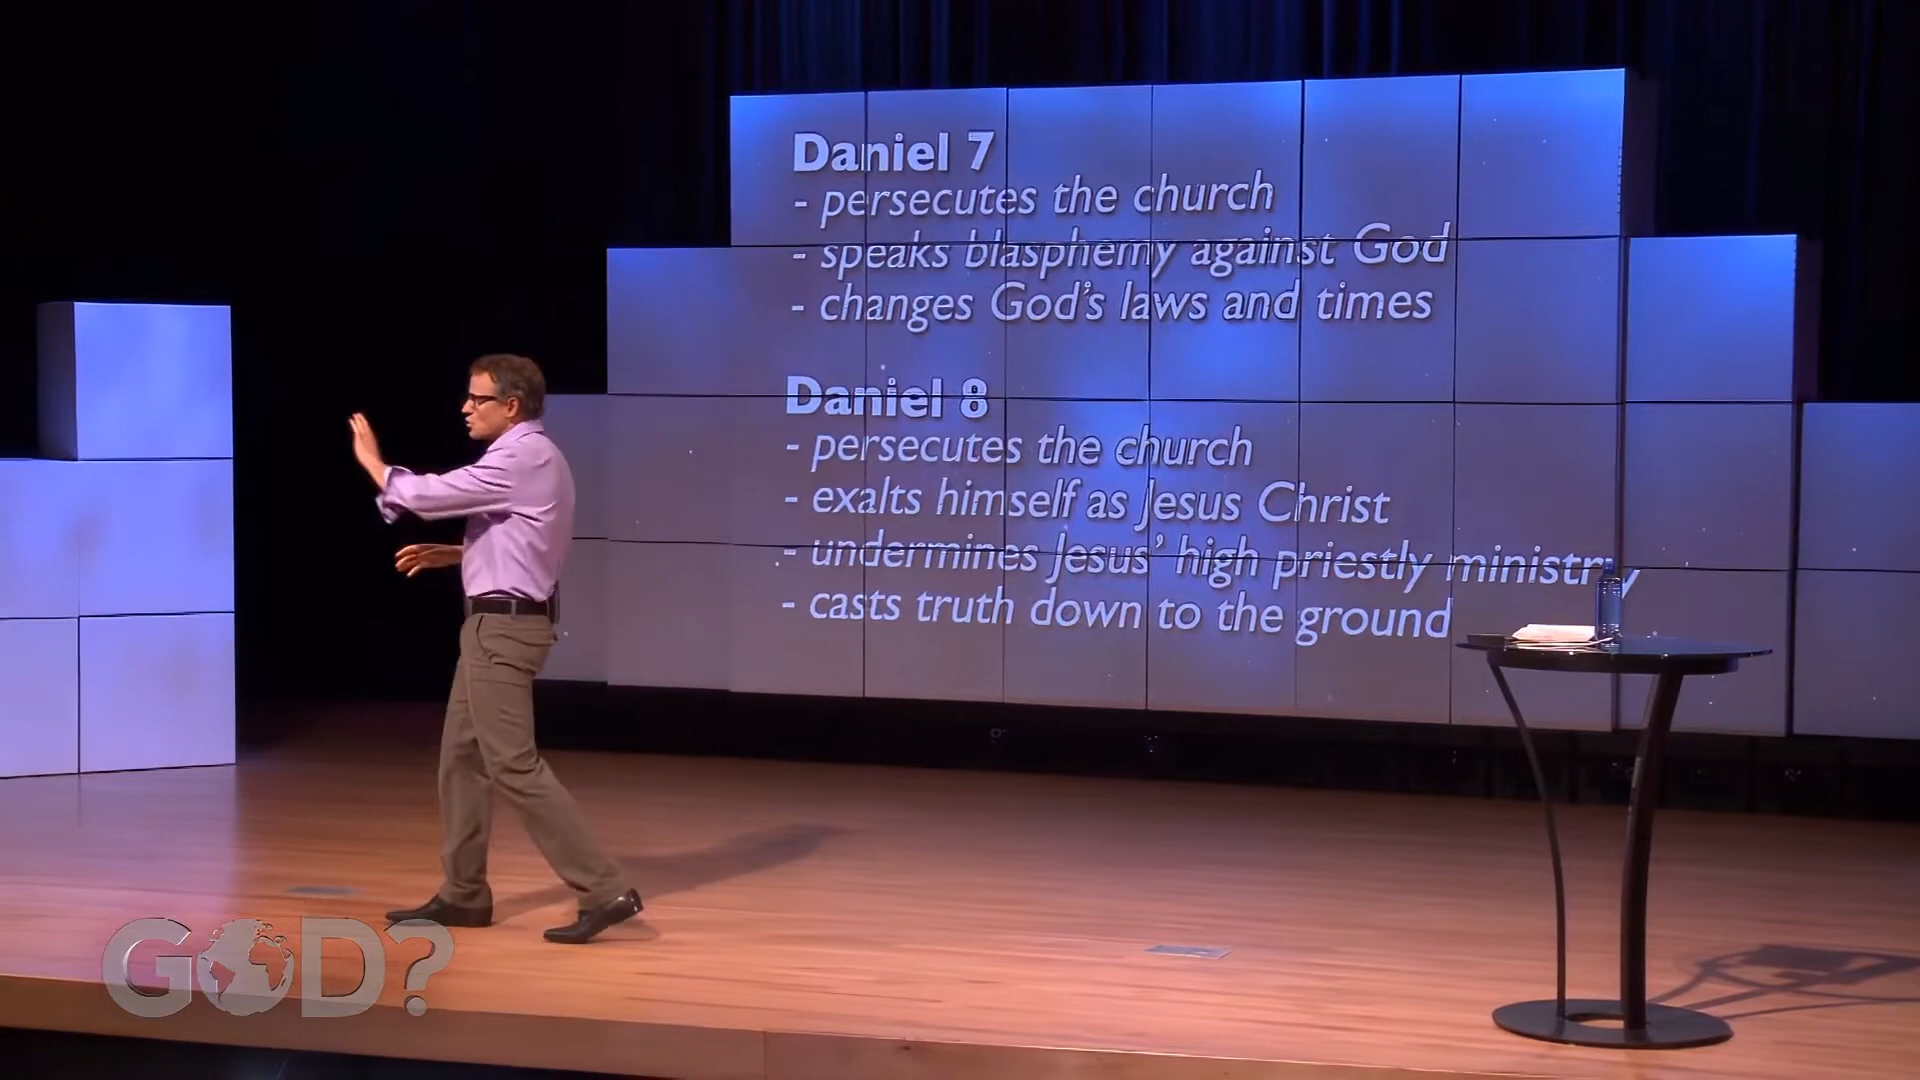 Daniel 7
- persecutes the church
- speaks blasphemy against God
- changes God's laws and times
Daniel 8
- persecutes the church
- exalts himself as Jesus Christ
- undermines Jesus' high priestly ministry
- casts truth down to the ground
GOD?